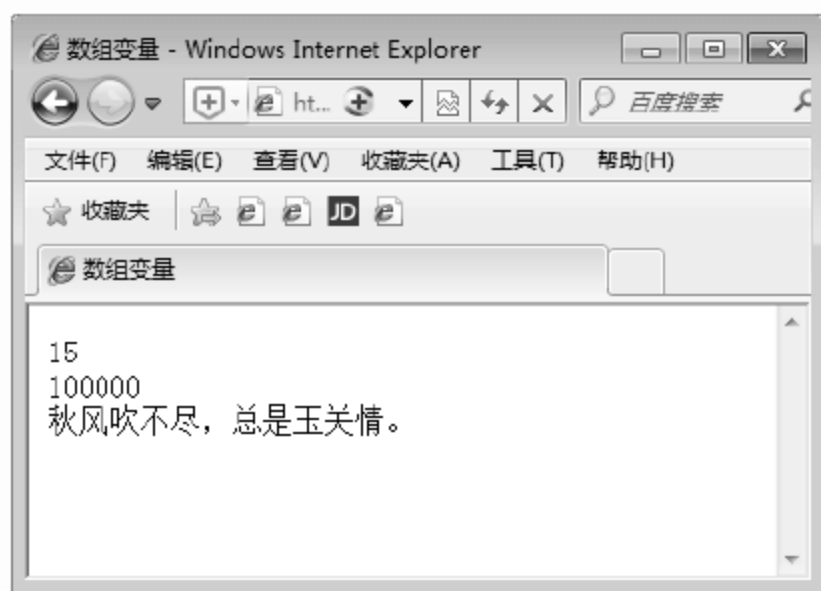 数组变量 - Windows Internet Explorer
ht... 百度搜索
文件(F) 编辑(E) 查看(V) 收藏夹(A) 工具(T) 帮助(H)
收藏夹 JD
数组变量
15
100000
秋风吹不尽，总是玉关情。